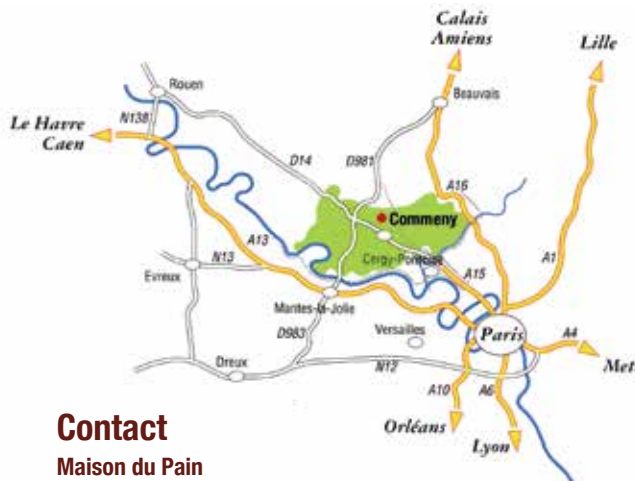 Calais
Amiens
Lille
Rouen
Beauvais
Le Havre
Caen
N138
D14
D981
A16
Commeny
A13
N13
Cergy-Pontoise
A15
A1
Evreux
Mantes-la-Jolie
D983
Versailles
Paris
A4
Met
Dreux
N12
A10
A6
Orléans
Lyon
Contact
Maison du Pain